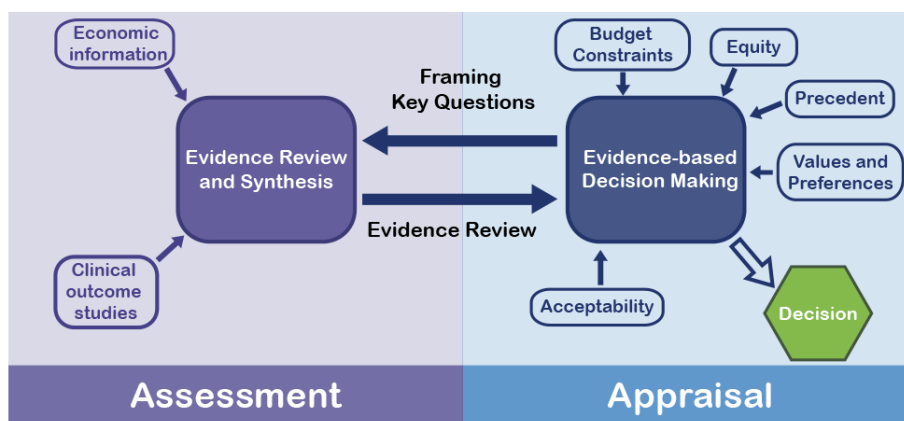 Economic
information
Framing
Key Questions
Evidence Review
and Synthesis
Evidence Review
Clinical
outcome
studies
Budget
Constraints
Equity
Precedent
Evidence-based
Decision Making
Values and
Preferences
Acceptability
Decision
Assessment
Appraisal